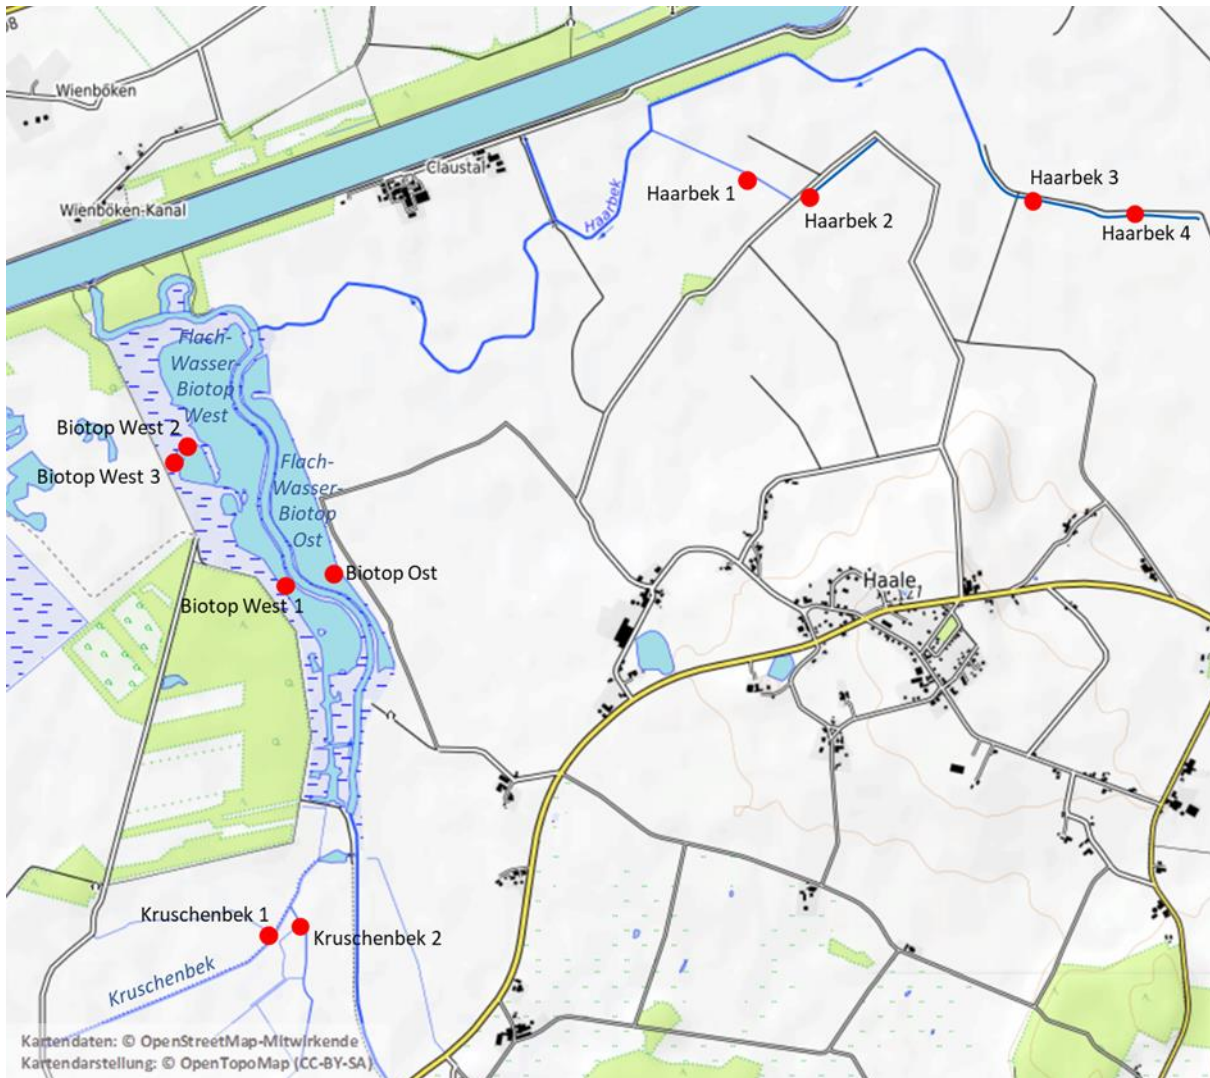 98
Wienböken
Claustal
Wienböken-Kanal
Haarbek
Haarbek 1
Haarbek 2
Haarbek 3
Haarbek 4
Flach-
Wasser-
Biotop
West
Biotop West 2
Biotop West 3
Flach-
Wasser-
Biotop
Ost
Biotop Ost
Biotop West 1
Haale
21
Kruschenbek 1
Kruschenbek 2
Kruschenbek
Kartendaten: © OpenStreetMap-Mitwirkende
Kartendarstellung: © OpenTopoMap (CC-BY-SA)